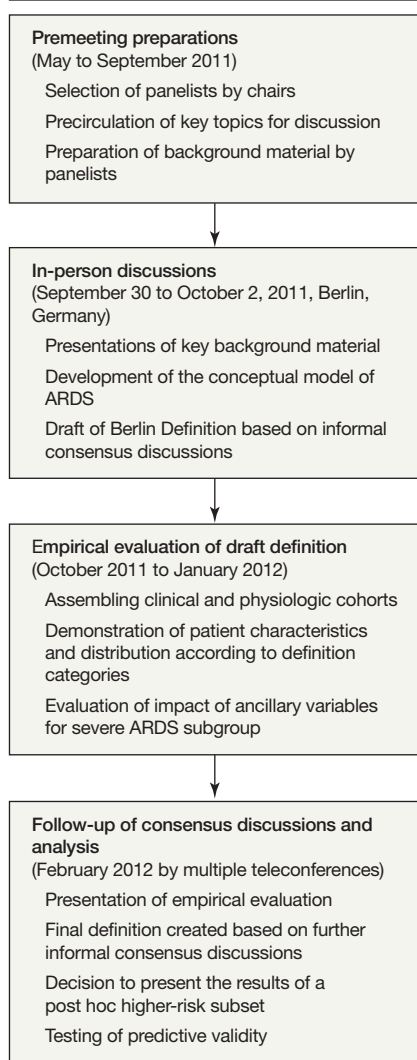 Premeeting preparations
(May to September 2011)
Selection of panelists by chairs
Precirculation of key topics for discussion
Preparation of background material by
panelists
In-person discussions
(September 30 to October 2, 2011, Berlin,
Germany)
Presentations of key background material
Development of the conceptual model of
ARDS
Draft of Berlin Definition based on informal
consensus discussions
Empirical evaluation of draft definition
(October 2011 to January 2012)
Assembling clinical and physiologic cohorts
Demonstration of patient characteristics
and distribution according to definition
categories
Evaluation of impact of ancillary variables
for severe ARDS subgroup
Follow-up of consensus discussions and
analysis
(February 2012 by multiple teleconferences)
Presentation of empirical evaluation
Final definition created based on further
informal consensus discussions
Decision to present the results of a
post hoc higher-risk subset
Testing of predictive validity